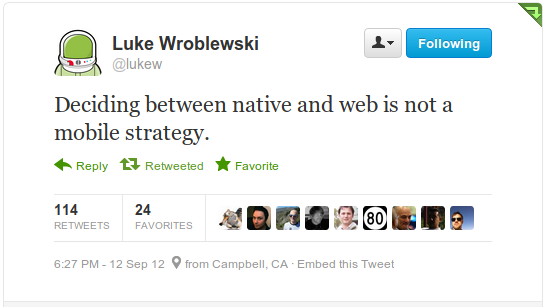 Luke Wroblewski
@lukew
Following
Deciding between native and web is not a
mobile strategy.
Reply Retweeted Favorite
114 24
RETWEETS FAVORITES
80
6:27 PM - 12 Sep 12 from Campbell, CA · Embed this Tweet